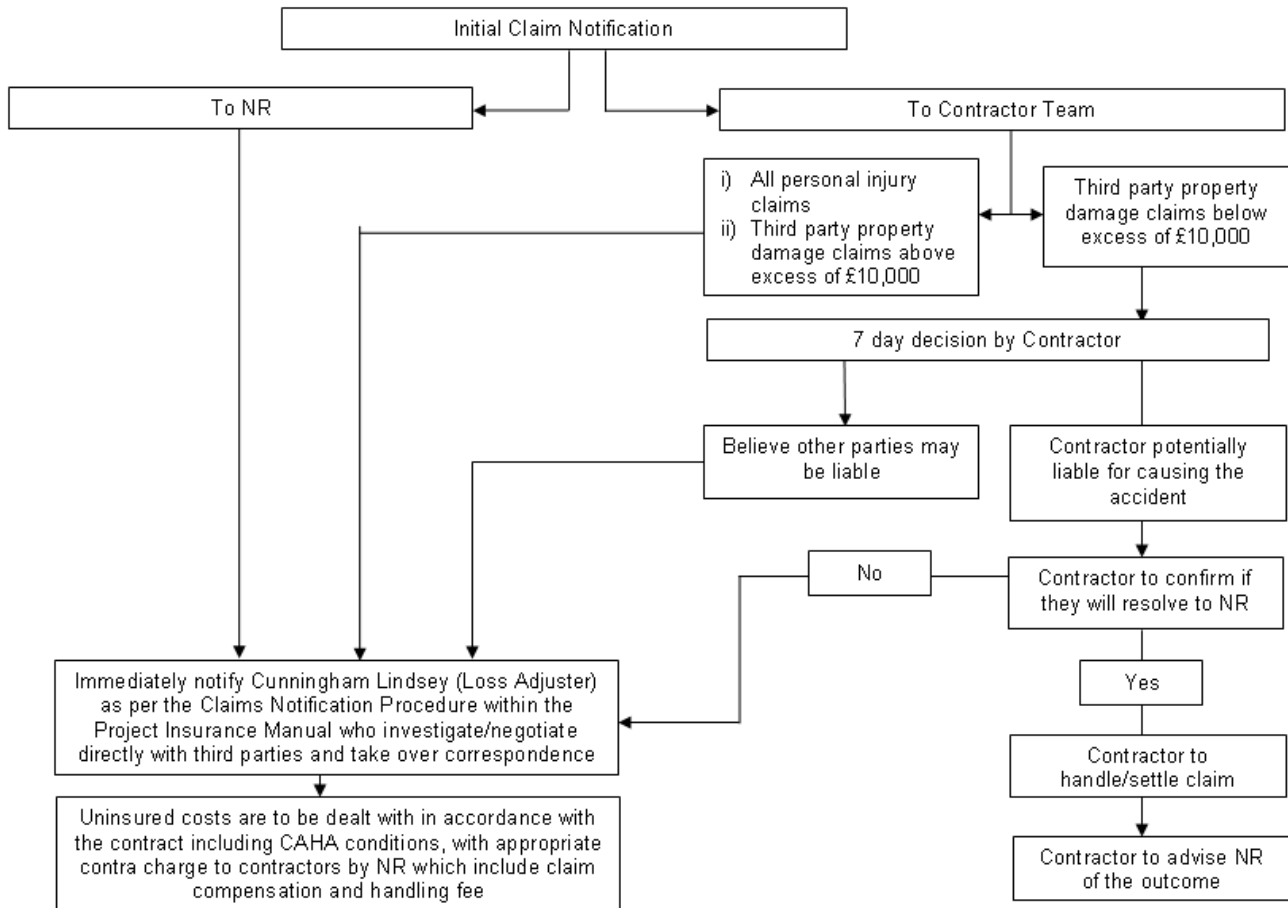 Initial Claim Notification
To NR
To Contractor Team
i) All personal injury
claims
ii) Third party property
damage claims above
excess of £10,000
Third party property
damage claims below
excess of £10,000
7 day decision by Contractor
Believe other parties may
be liable
Contractor potentially
liable for causing the
accident
No
Contractor to confirm if
they will resolve to NR
Yes
Immediately notify Cunningham Lindsey (Loss Adjuster)
as per the Claims Notification Procedure within the
Project Insurance Manual who investigate/negotiate
directly with third parties and take over correspondence
Contractor to
handle/settle claim
Uninsured costs are to be dealt with in accordance with
the contract including CAHA conditions, with appropriate
contra charge to contractors by NR which include claim
compensation and handling fee
Contractor to advise NR
of the outcome